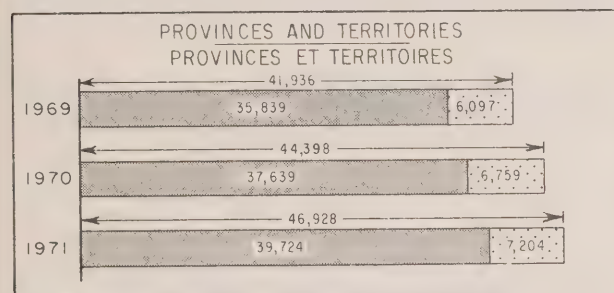 PROVINCES AND TERRITORIES
PROVINCES ET TERRITOIRES
41,936
1969 35,839 6,097
44,398
1970 37,639 6,759
46,928
1971 39,724 7,204